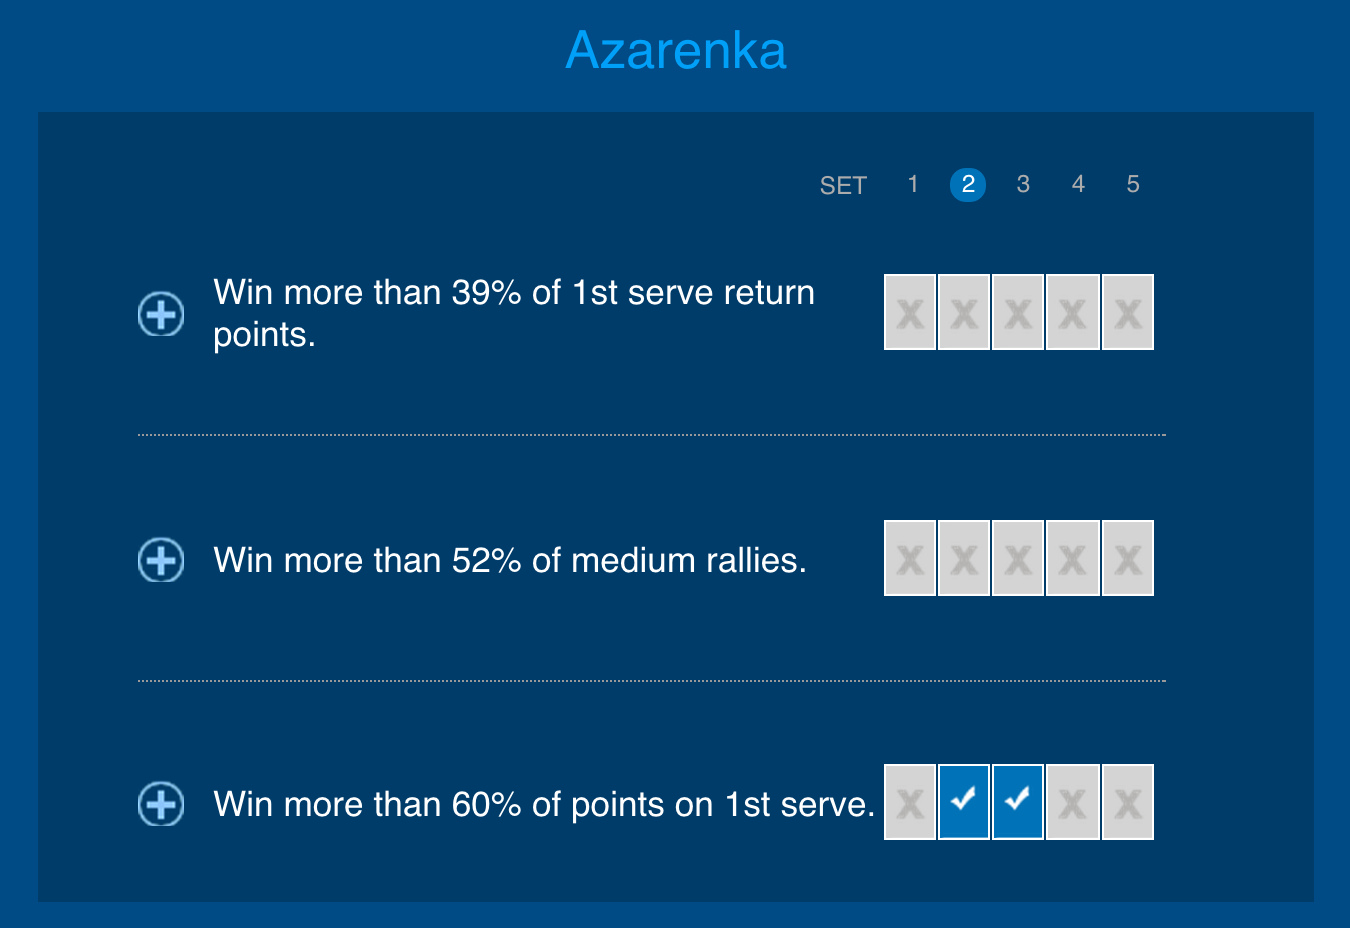 Azarenka
SET 1 2 3 4 5
Win more than 39% of 1st serve return
points.
X X X X X
Win more than 52% of medium rallies.
X X X X X
Win more than 60% of points on 1st serve.
X ✓ ✓ X X